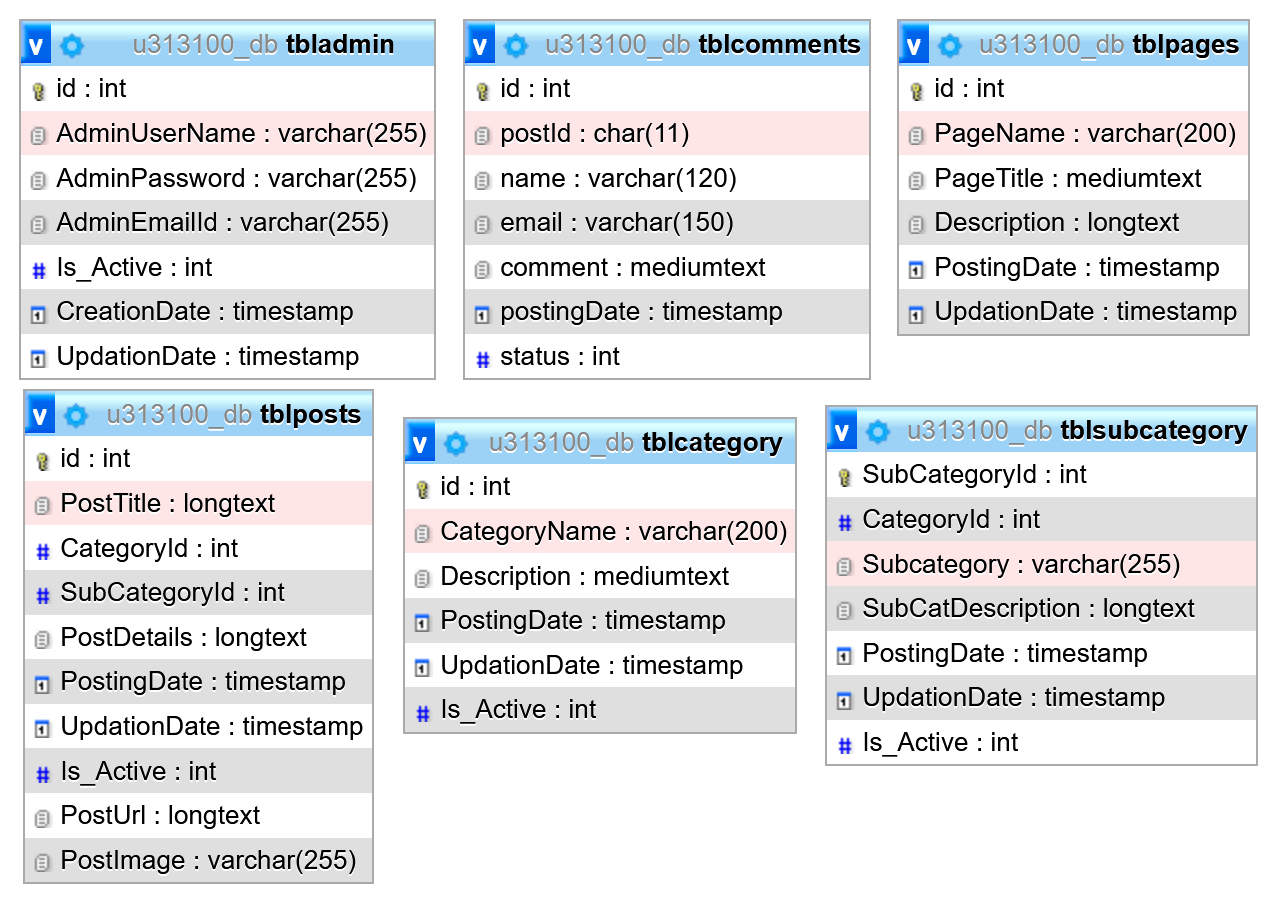 v u313100_db tbladmin
id : int
AdminUserName : varchar(255)
AdminPassword : varchar(255)
AdminEmailId : varchar(255)
# Is_Active : int
CreationDate : timestamp
UpdationDate : timestamp
v u313100_db tblcomments
id : int
postId : char(11)
name : varchar(120)
email : varchar(150)
comment : mediumtext
postingDate : timestamp
# status : int
v u313100_db tblpages
id : int
PageName : varchar(200)
PageTitle : mediumtext
Description : longtext
PostingDate : timestamp
UpdationDate : timestamp
v u313100_db tblposts
id : int
PostTitle : longtext
# CategoryId : int
# SubCategoryId : int
PostDetails : longtext
PostingDate : timestamp
UpdationDate : timestamp
# Is_Active : int
PostUrl : longtext
PostImage : varchar(255)
v u313100_db tblcategory
id : int
CategoryName : varchar(200)
Description : mediumtext
PostingDate : timestamp
UpdationDate : timestamp
# Is_Active : int
v u313100_db tblsubcategory
SubCategoryId : int
# CategoryId : int
Subcategory : varchar(255)
SubCatDescription : longtext
PostingDate : timestamp
UpdationDate : timestamp
# Is_Active : int